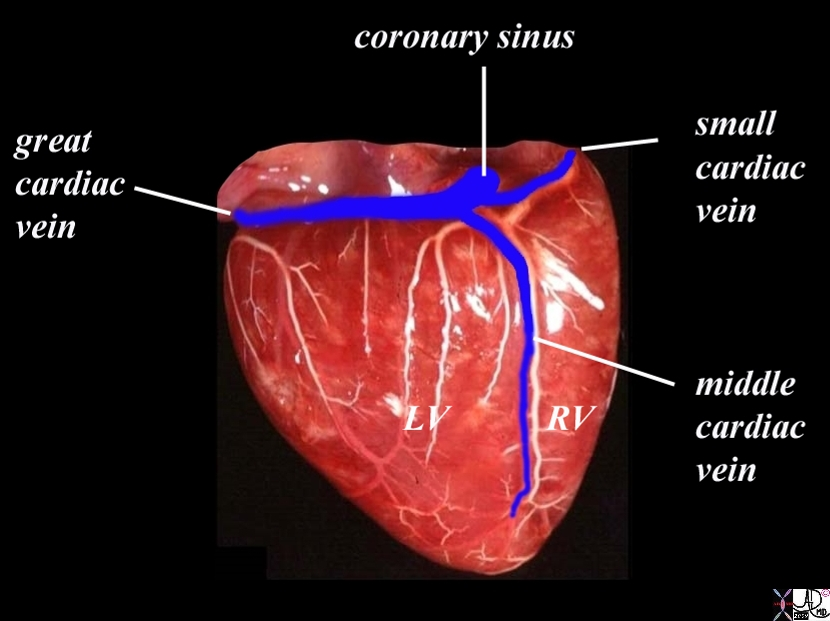 coronary sinus
great
cardiac
vein
small
cardiac
vein
LV
RV
middle
cardiac
vein